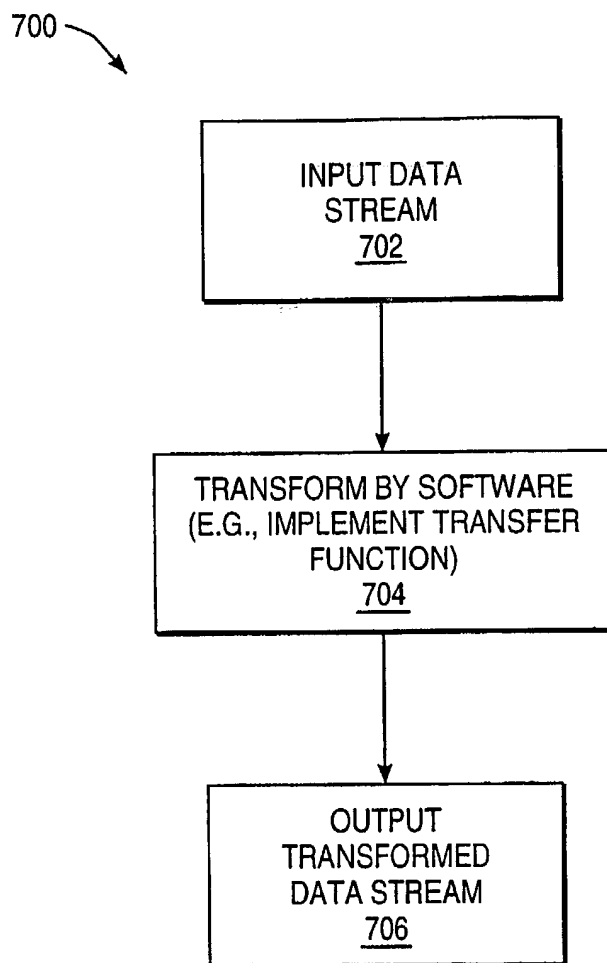 700
INPUT DATA
STREAM
702
TRANSFORM BY SOFTWARE
(E.G., IMPLEMENT TRANSFER
FUNCTION)
704
OUTPUT
TRANSFORMED
DATA STREAM
706